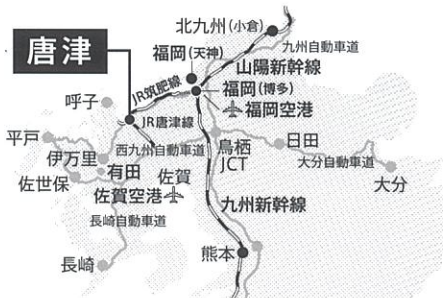 北九州(小倉)
九州自動車道
唐津
福岡(天神)
山陽新幹線
JR筑肥線
福岡(博多)
呼子
福岡空港
JR唐津線
平戸
鳥栖
JCT
日田
伊万里
西九州自動車道
大分自動車道
有田
佐賀
佐世保
大分
佐賀空港
九州新幹線
長崎自動車道
熊本
長崎